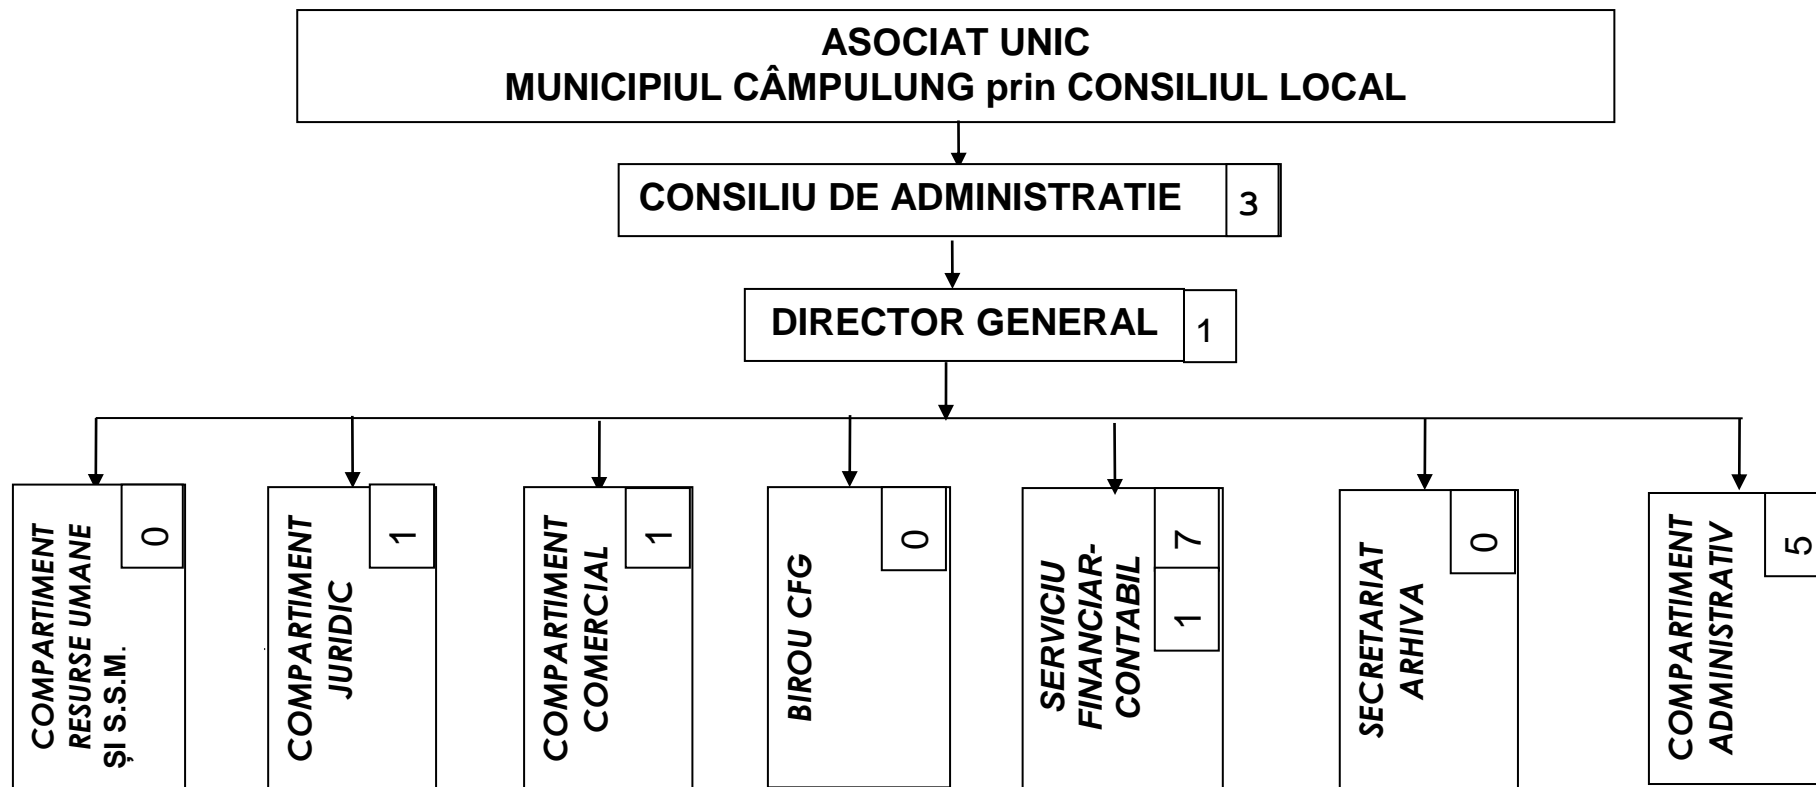 ASOCIAT UNIC
MUNICIPIUL CÂMPULUNG prin CONSILIUL LOCAL
CONSILIU DE ADMINISTRATIE
3
DIRECTOR GENERAL
1
COMPARTIMENT
RESURSE UMANE
ȘI S.S.M.
0
COMPARTIMENT
JURIDIC
1
COMPARTIMENT
COMERCIAL
1
BIROU CFG
0
SERVICIU
FINANCIAR-
CONTABIL
7
1
SECRETARIAT
ARHIVA
0
COMPARTIMENT
ADMINISTRATIV
5